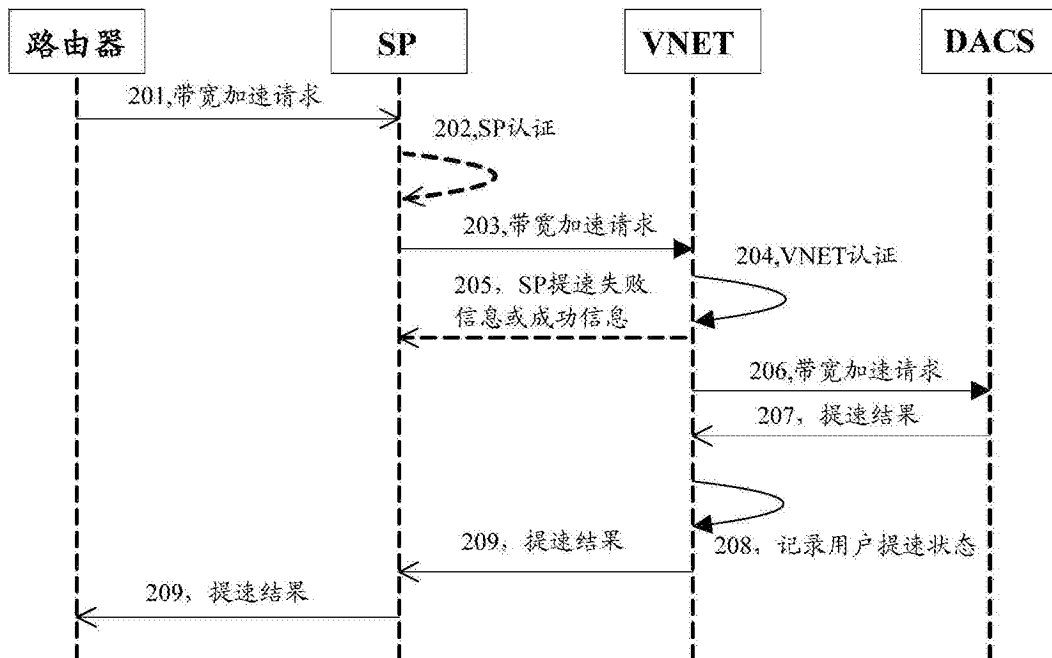 路由器
SP
VNET
DACS
201,带宽加速请求
202,SP认证
203,带宽加速请求
204,VNET认证
205，SP提速失败
信息或成功信息
206,带宽加速请求
207，提速结果
208，记录用户提速状态
209，提速结果
209，提速结果